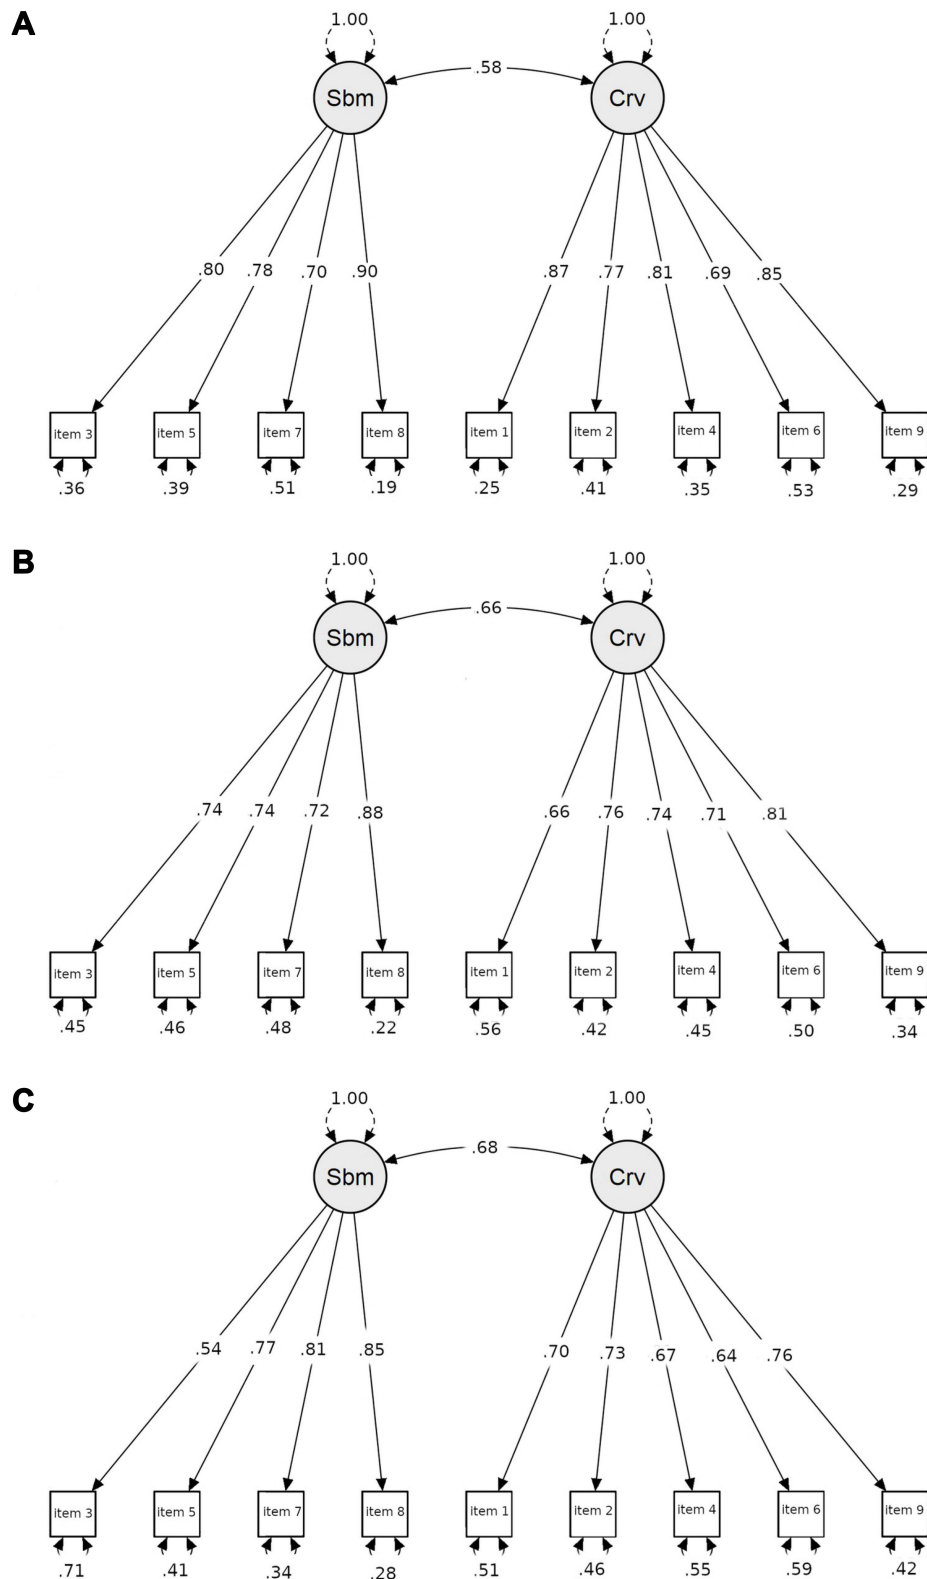 A
1.00 1.00
.58
Sbm Crv
.80 .78 .70 .90 .87 .77 .81 .69 .85
item 3 item 5 item 7 item 8 item 1 item 2 item 4 item 6 item 9
.36 .39 .51 .19 .25 .41 .35 .53 .29
B
1.00 1.00
.66
Sbm Crv
.74 .74 .72 .88 .66 .76 .74 .71 .81
item 3 item 5 item 7 item 8 item 1 item 2 item 4 item 6 item 9
.45 .46 .48 .22 .56 .42 .45 .50 .34
C
1.00 1.00
.68
Sbm Crv
.54 .77 .81 .85 .70 .73 .67 .64 .76
item 3 item 5 item 7 item 8 item 1 item 2 item 4 item 6 item 9
.71 .41 .34 .28 .51 .46 .55 .59 .42